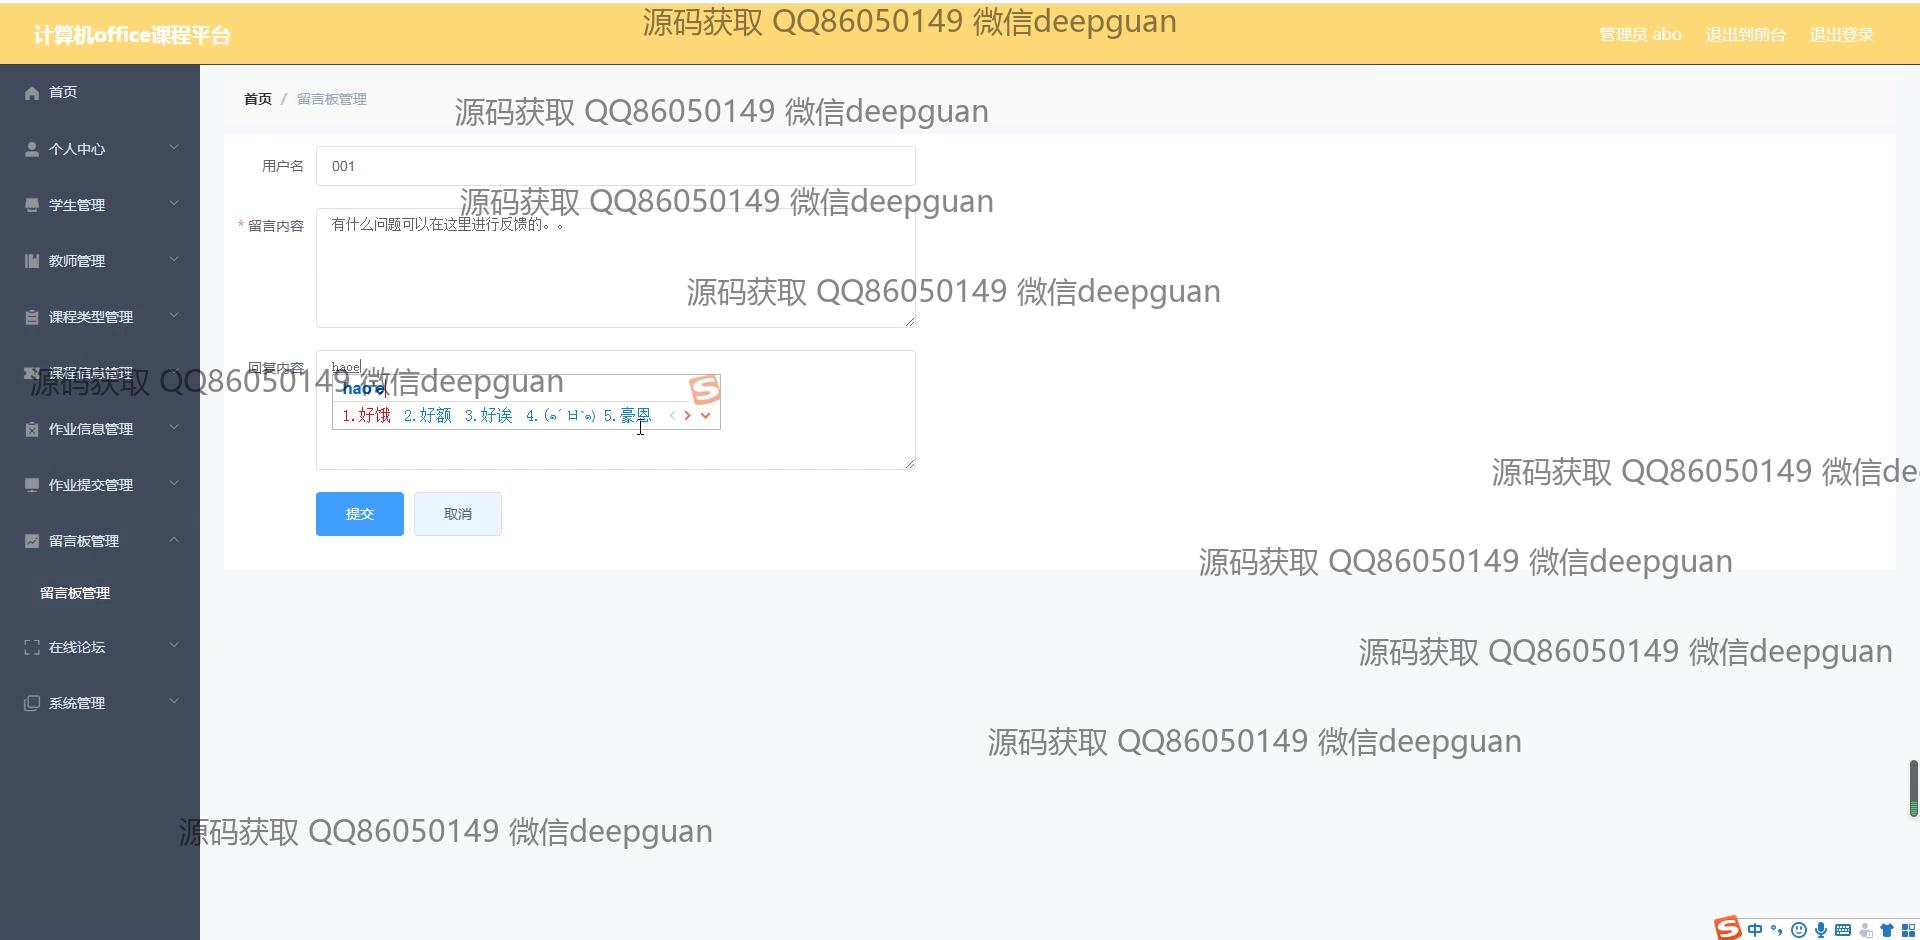 源码获取 QQ86050149 微信deepguan
计算机office课程平台
管理员 abo 退出到前台 退出登录
首页
首页 / 留言板管理
源码获取 QQ86050149 微信deepguan
个人中心
用户名 001
学生管理
源码获取 QQ86050149 微信deepguan
* 留言内容 有什么问题可以在这里进行反馈的。。
教师管理
源码获取 QQ86050149 微信deepguan
课程类型管理
回复内容 haoe
课程信息管理
源码获取 QQ86050149 微信deepguan
hao'e
1.好饿 2.好额 3.好诶 4. 5.豪恩
作业信息管理
源码获取 QQ86050149 微信de
作业提交管理
提交 取消
留言板管理
源码获取 QQ86050149 微信deepguan
留言板管理
在线论坛
源码获取 QQ86050149 微信deepguan
系统管理
源码获取 QQ86050149 微信deepguan
源码获取 QQ86050149 微信deepguan
中